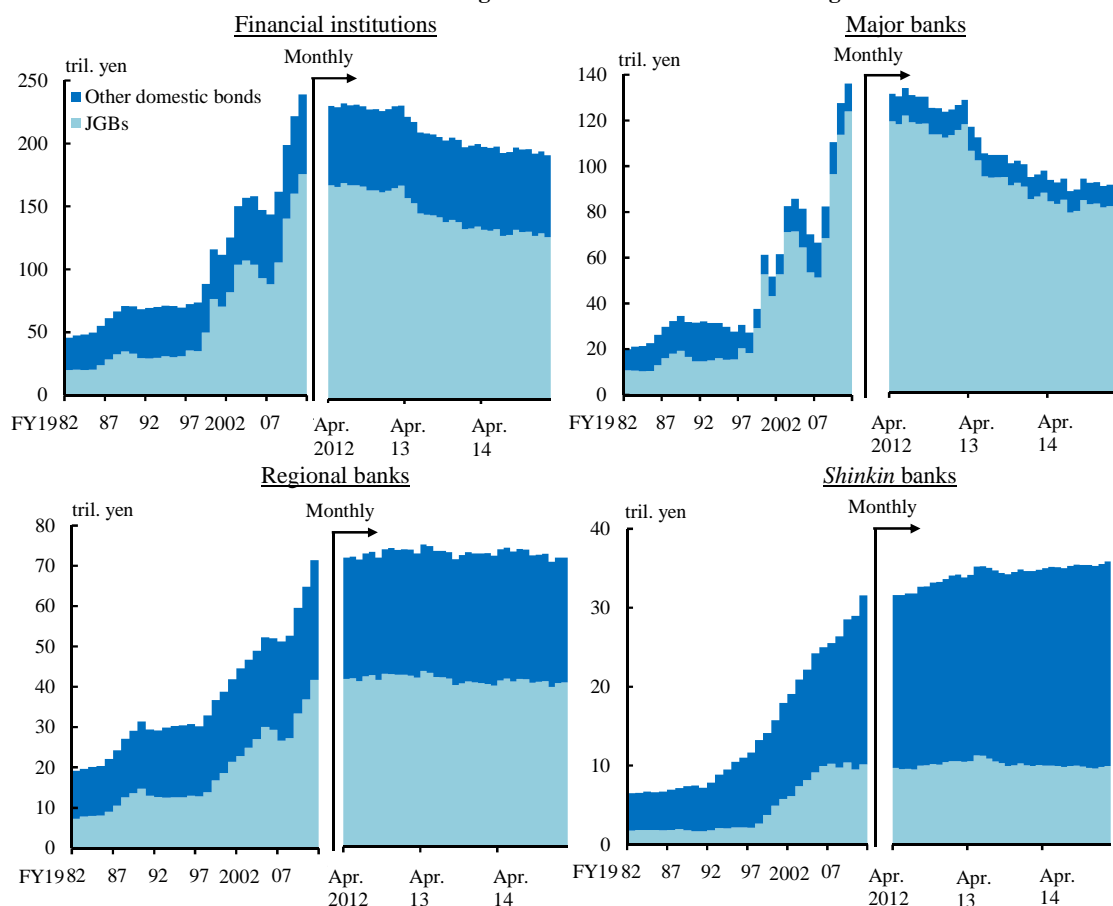 Financial institutions
tril. yen
Monthly
250
200
150
100
50
0
Other domestic bonds
JGBs
FY1982 87 92 97 2002 07
Apr. 2012
Apr. 13
Apr. 14
Major banks
tril. yen
Monthly
140
120
100
80
60
40
20
0
FY1982 87 92 97 2002 07
Apr. 2012
Apr. 13
Apr. 14
Regional banks
tril. yen
Monthly
80
70
60
50
40
30
20
10
0
FY1982 87 92 97 2002 07
Apr. 2012
Apr. 13
Apr. 14
Shinkin banks
tril. yen
Monthly
40
30
20
10
0
FY1982 87 92 97 2002 07
Apr. 2012
Apr. 13
Apr. 14